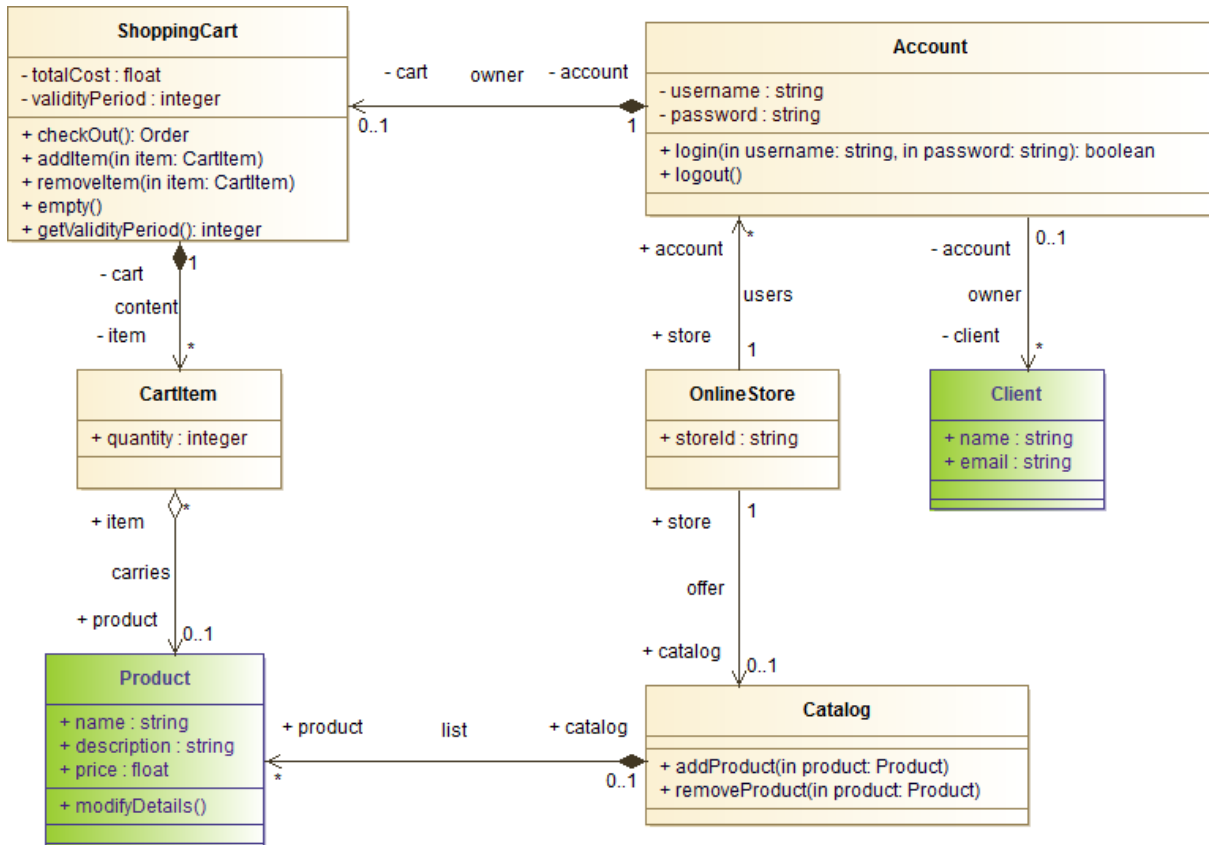 ShoppingCart
- totalCost : float
- validityPeriod : integer
+ checkOut(): Order
+ addItem(in item: CartItem)
+ removeItem(in item: CartItem)
+ empty()
+ getValidityPeriod(): integer
- cart
owner
- account
0..1
1
Account
- username : string
- password : string
+ login(in username: string, in password: string): boolean
+ logout()
1
- cart
content
- item
*
+ account
*
users
+ store
1
- account
0..1
owner
- client
*
CartItem
+ quantity : integer
OnlineStore
+ storeId : string
Client
+ name : string
+ email : string
+ item
*
carries
+ product
0..1
+ store
1
offer
+ catalog
0..1
Product
+ name : string
+ description : string
+ price : float
+ modifyDetails()
+ product
list
+ catalog
*
0..1
Catalog
+ addProduct(in product: Product)
+ removeProduct(in product: Product)